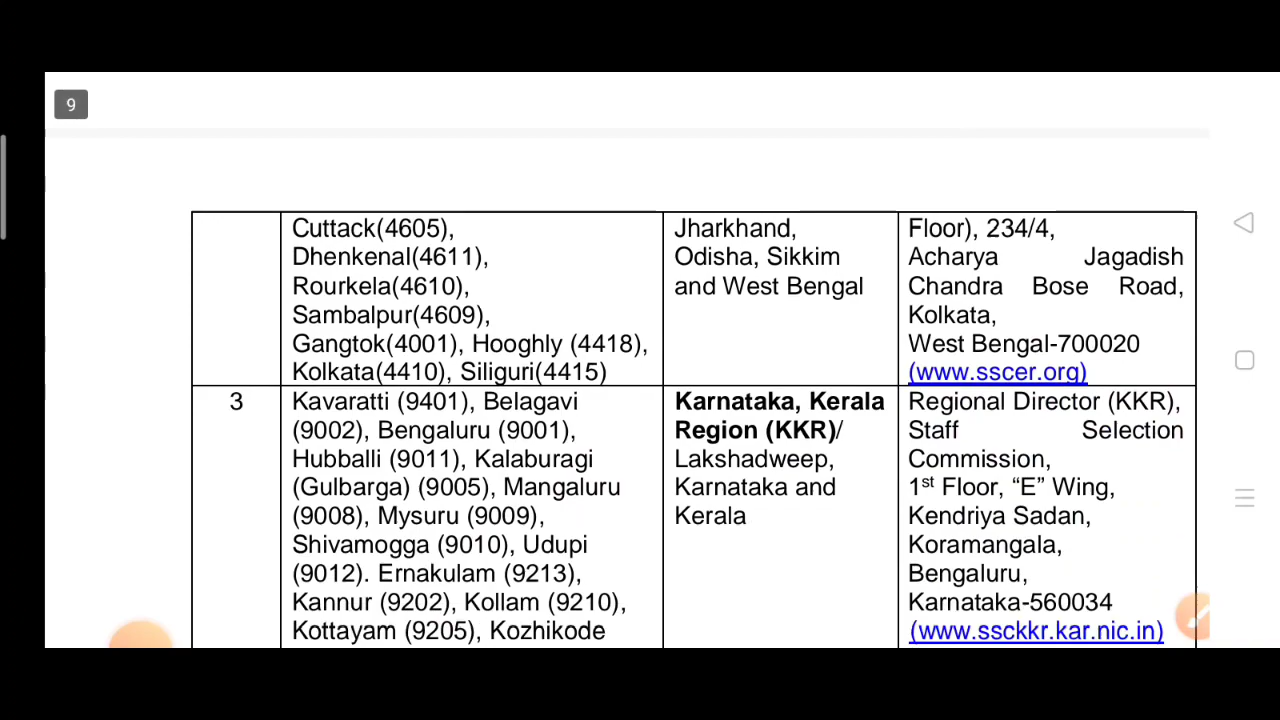 9
Cuttack(4605),
Dhenkenal(4611),
Rourkela(4610),
Sambalpur(4609),
Gangtok(4001), Hooghly (4418),
Kolkata(4410), Siliguri(4415)
Jharkhand,
Odisha, Sikkim
and West Bengal
Floor), 234/4,
Acharya Jagadish
Chandra Bose Road,
Kolkata,
West Bengal-700020
(www.sscer.org)
3
Kavaratti (9401), Belagavi
(9002), Bengaluru (9001),
Hubballi (9011), Kalaburagi
(Gulbarga) (9005), Mangaluru
(9008), Mysuru (9009),
Shivamogga (9010), Udupi
(9012). Ernakulam (9213),
Kannur (9202), Kollam (9210),
Kottayam (9205), Kozhikode
Karnataka, Kerala
Region (KKR)/
Lakshadweep,
Karnataka and
Kerala
Regional Director (KKR),
Staff Selection
Commission,
1st Floor, “E” Wing,
Kendriya Sadan,
Koramangala,
Bengaluru,
Karnataka-560034
(www.ssckkr.kar.nic.in)